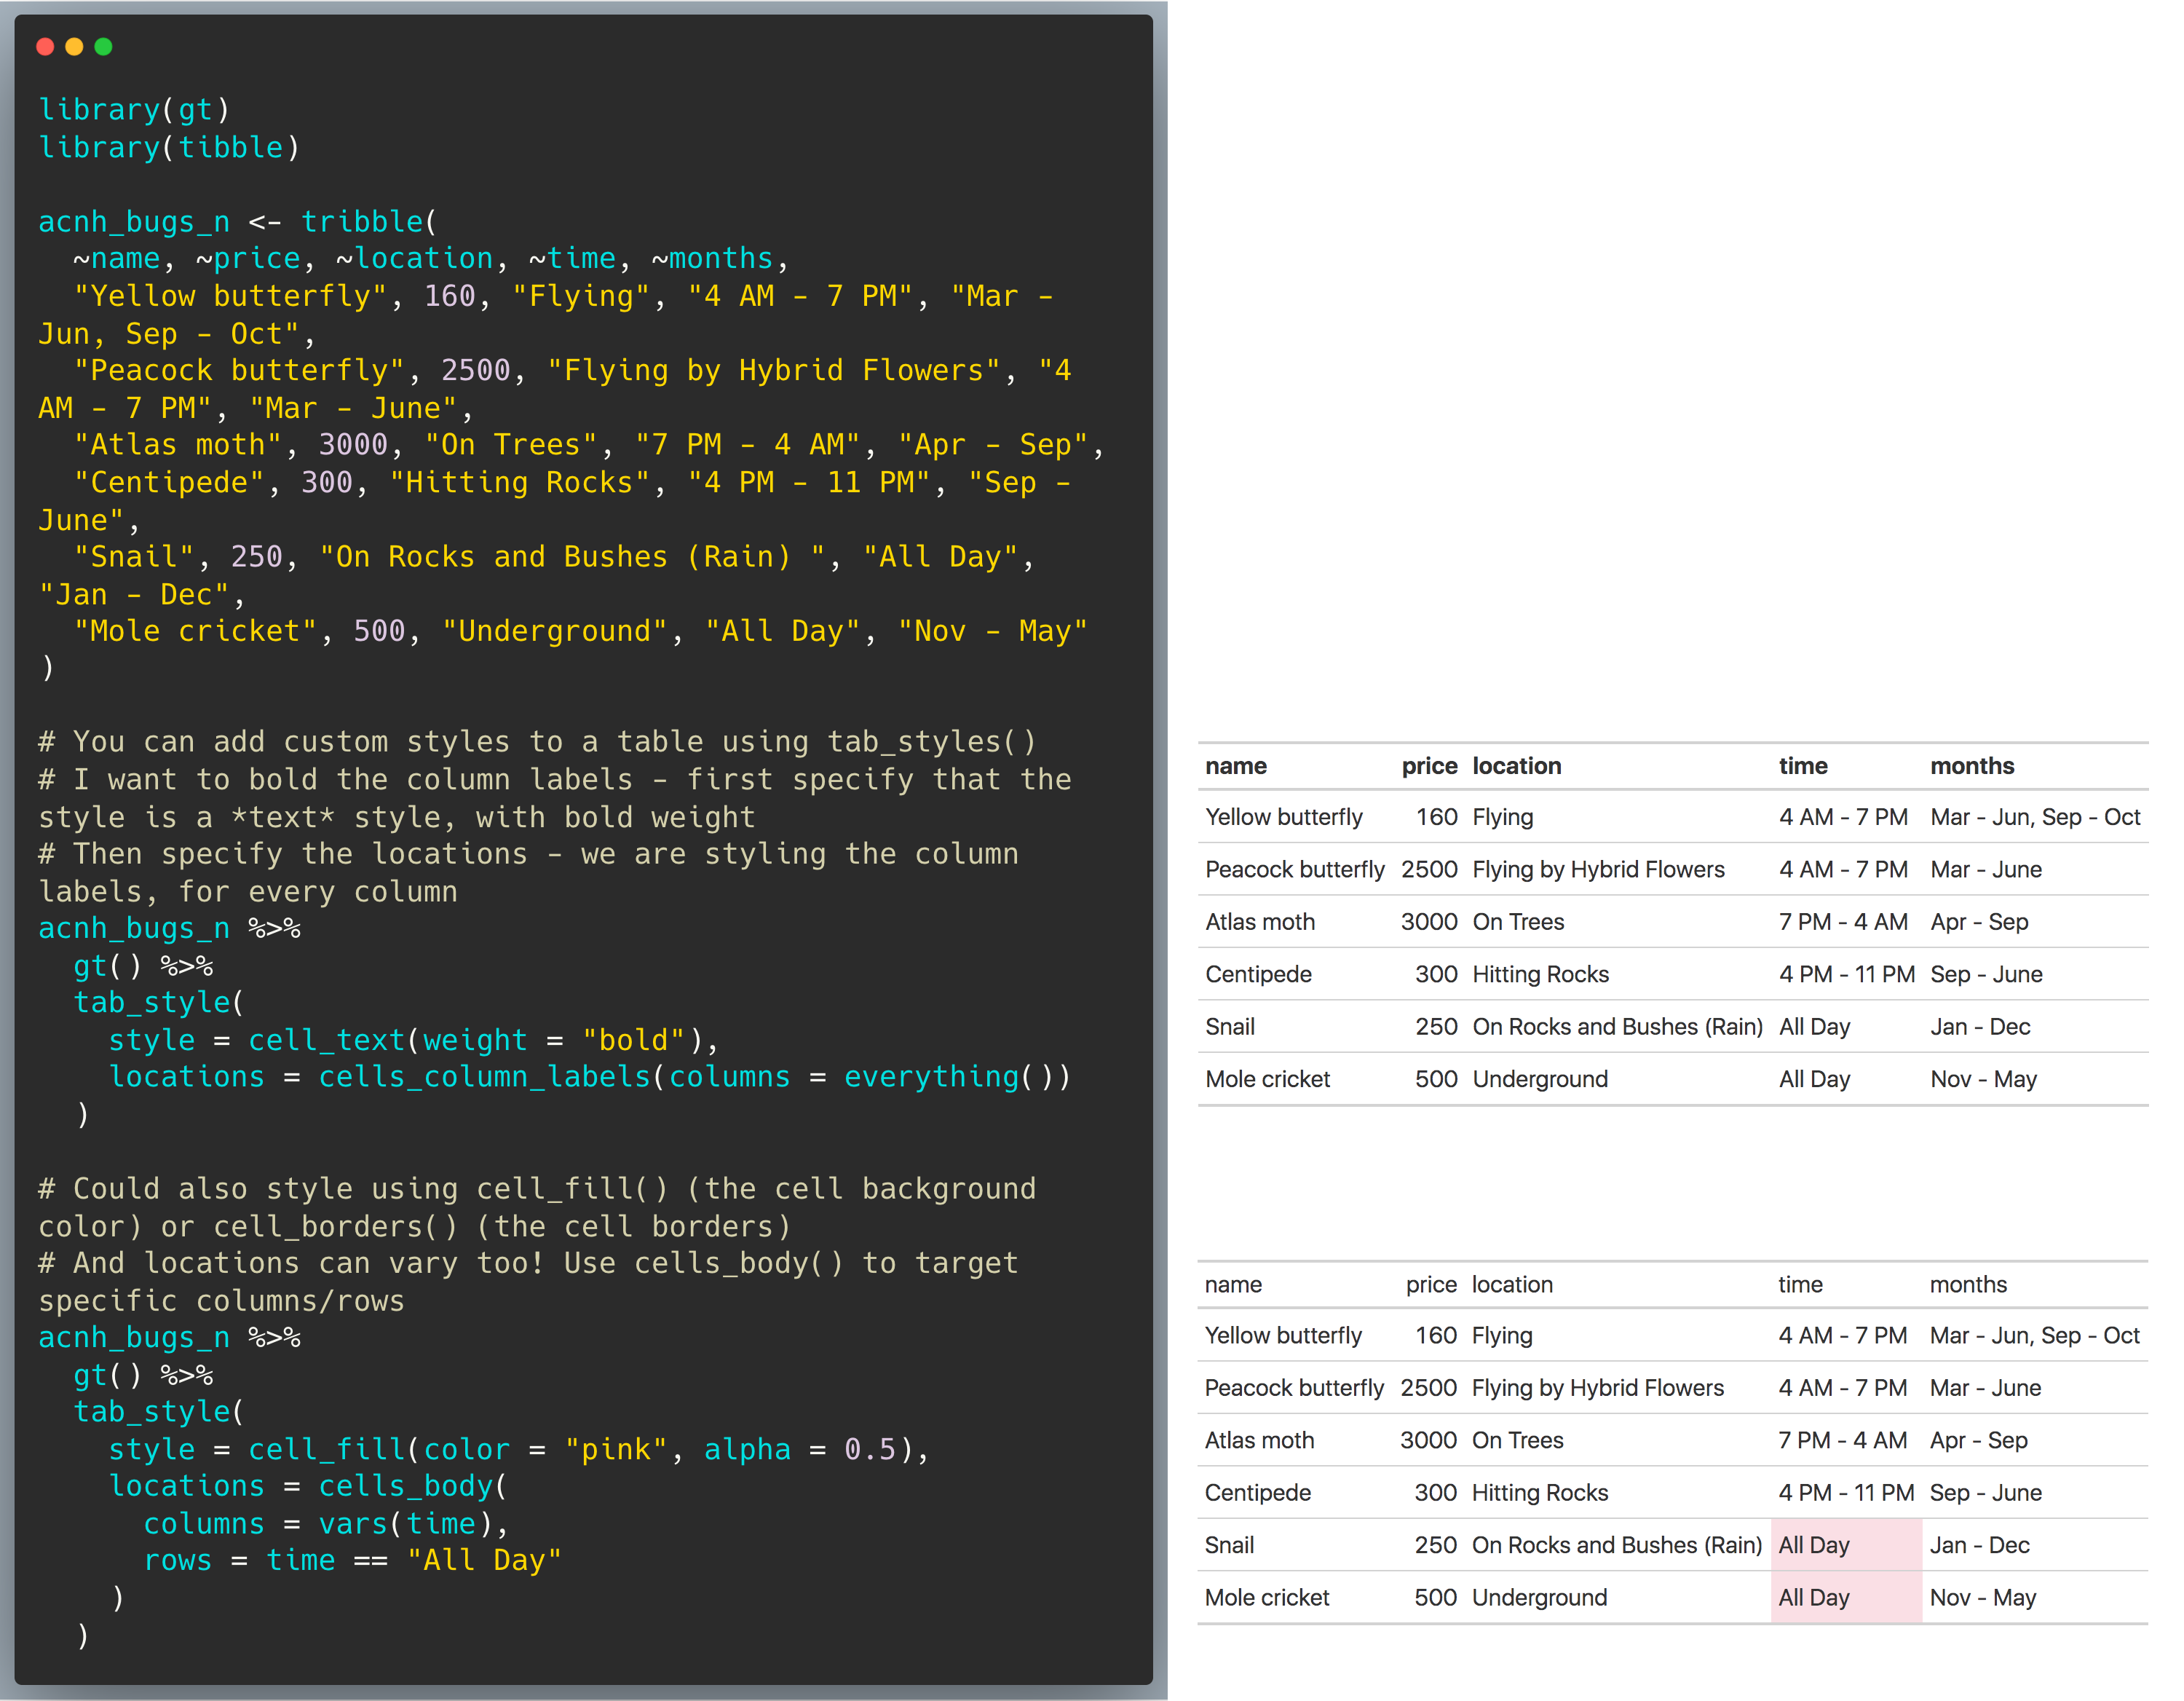 library(gt)
library(tibble)
acnh_bugs_n <- tribble(
  ~name, ~price, ~location, ~time, ~months,
  "Yellow butterfly", 160, "Flying", "4 AM – 7 PM", "Mar –
Jun, Sep – Oct",
  "Peacock butterfly", 2500, "Flying by Hybrid Flowers", "4
AM – 7 PM", "Mar – June",
  "Atlas moth", 3000, "On Trees", "7 PM – 4 AM", "Apr – Sep",
  "Centipede", 300, "Hitting Rocks", "4 PM – 11 PM", "Sep –
June",
  "Snail", 250, "On Rocks and Bushes (Rain) ", "All Day",
"Jan – Dec",
  "Mole cricket", 500, "Underground", "All Day", "Nov – May"
)
# You can add custom styles to a table using tab_styles()
# I want to bold the column labels - first specify that the
style is a *text* style, with bold weight
# Then specify the locations - we are styling the column
labels, for every column
acnh_bugs_n %>%
  gt() %>%
  tab_style(
    style = cell_text(weight = "bold"),
    locations = cells_column_labels(columns = everything())
  )
# Could also style using cell_fill() (the cell background
color) or cell_borders() (the cell borders)
# And locations can vary too! Use cells_body() to target
specific columns/rows
acnh_bugs_n %>%
  gt() %>%
  tab_style(
    style = cell_fill(color = "pink", alpha = 0.5),
    locations = cells_body(
      columns = vars(time),
      rows = time == "All Day"
    )
  )
name price location time months
Yellow butterfly 160 Flying 4 AM – 7 PM Mar – Jun, Sep – Oct
Peacock butterfly 2500 Flying by Hybrid Flowers 4 AM – 7 PM Mar – June
Atlas moth 3000 On Trees 7 PM – 4 AM Apr – Sep
Centipede 300 Hitting Rocks 4 PM – 11 PM Sep – June
Snail 250 On Rocks and Bushes (Rain) All Day Jan – Dec
Mole cricket 500 Underground All Day Nov – May
name price location time months
Yellow butterfly 160 Flying 4 AM – 7 PM Mar – Jun, Sep – Oct
Peacock butterfly 2500 Flying by Hybrid Flowers 4 AM – 7 PM Mar – June
Atlas moth 3000 On Trees 7 PM – 4 AM Apr – Sep
Centipede 300 Hitting Rocks 4 PM – 11 PM Sep – June
Snail 250 On Rocks and Bushes (Rain) All Day Jan – Dec
Mole cricket 500 Underground All Day Nov – May